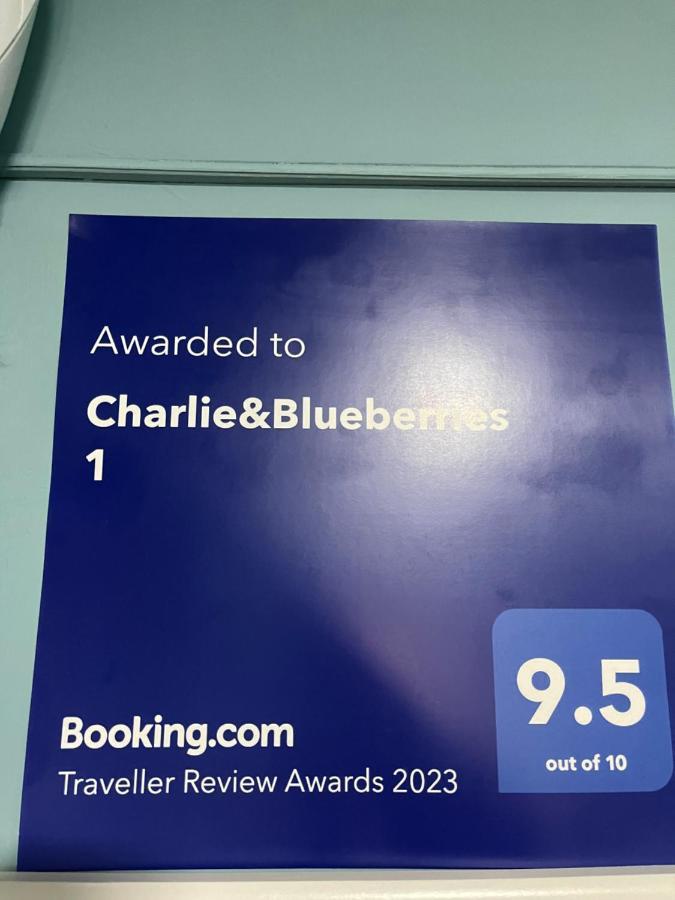 Awarded to
Charlie&Blueberries
1
9.5
out of 10
Booking.com
Traveller Review Awards 2023